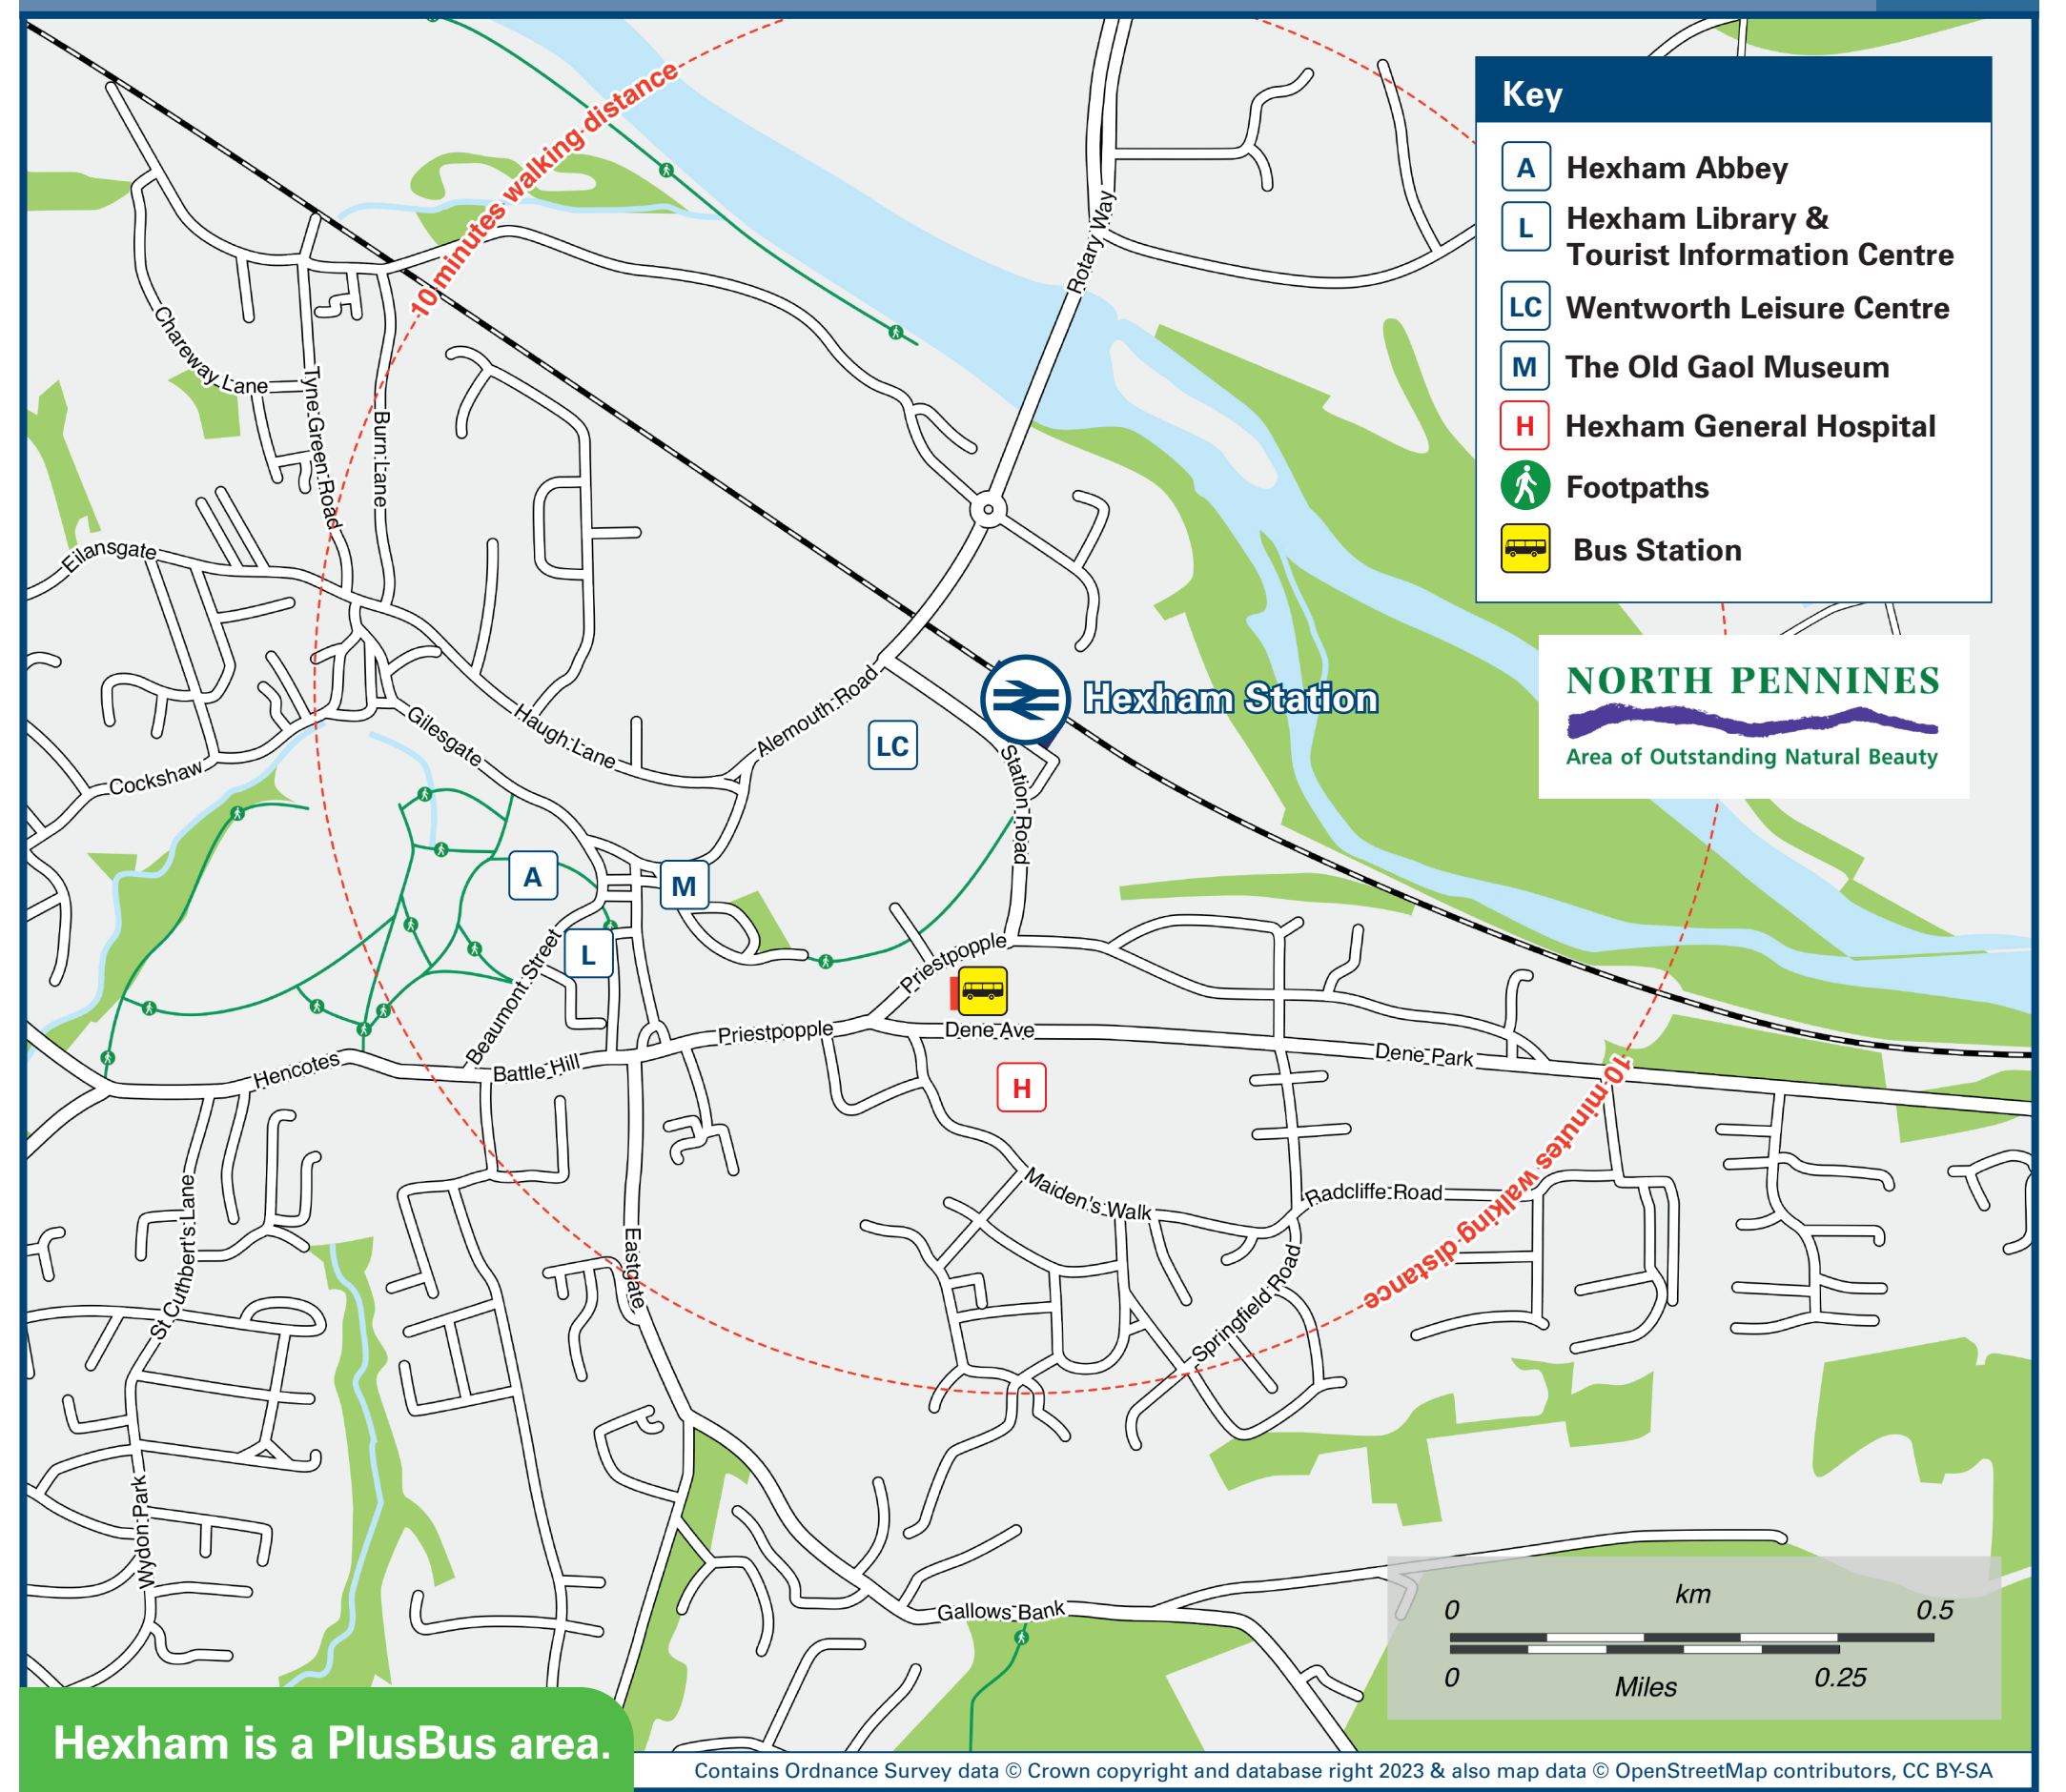 10 minutes walking distance
Key
A Hexham Abbey
L Hexham Library &
Tourist Information Centre
LC Wentworth Leisure Centre
M The Old Gaol Museum
H Hexham General Hospital
Footpaths
Bus Station
Rotary Way
Chareway Lane
Tyne Green Road
Burn Lane
Eilansgate
NORTH PENNINES
Area of Outstanding Natural Beauty
Hexham Station
Alemouth Road
LC
Gilesgate
Haugh Lane
Cockshaw
Station Road
A
M
L
Beaumont Street
Priestpopple
Priestpopple
Dene Ave
Dene Park
Hencotes
Battle Hill
H
10 minutes walking distance
Maiden's Walk
Radcliffe Road
St Cuthbert's Lane
Eastgate
Springfield Road
Wydon Park
Gallows Bank
km
0 0.5
0 0.25
Miles
Hexham is a PlusBus area.
Contains Ordnance Survey data © Crown copyright and database right 2023 & also map data © OpenStreetMap contributors, CC BY-SA